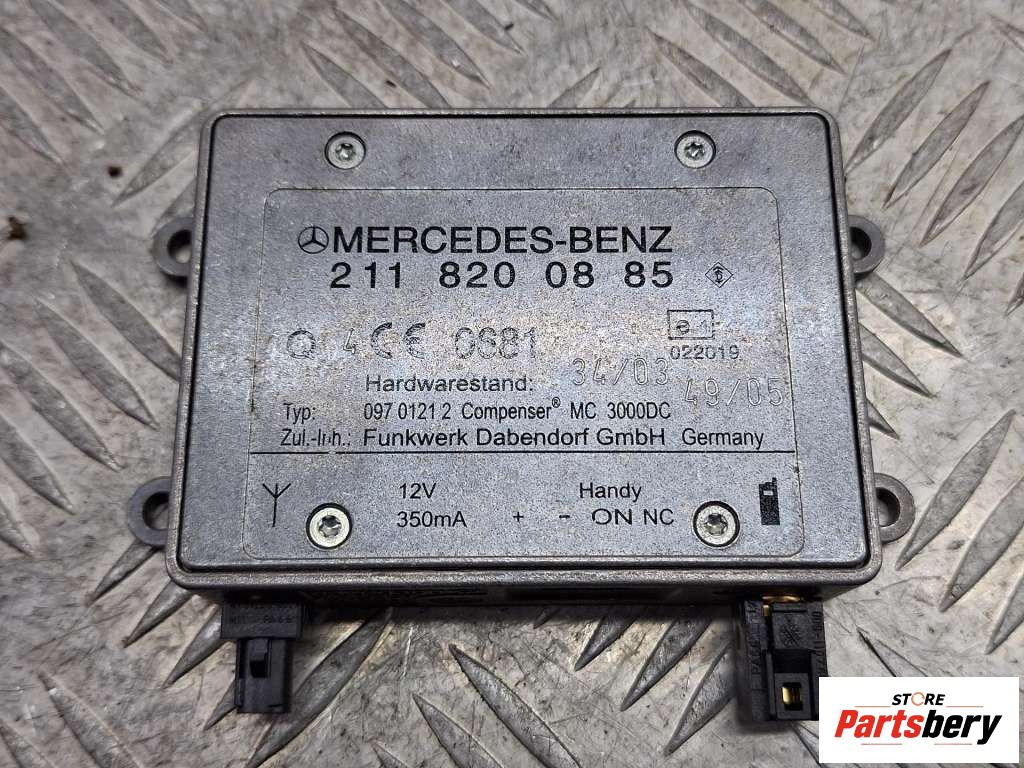 MERCEDES-BENZ
211 820 08 85
Q 4 CE 0681
e 1
022019
Hardwarestand: 34/03 49/05
Typ: 097 0121 2 Compenser® MC 3000DC
Zul.-Inh.: Funkwerk Dabendorf GmbH Germany
12V Handy
350mA + - ON NC
STORE
Partsbery